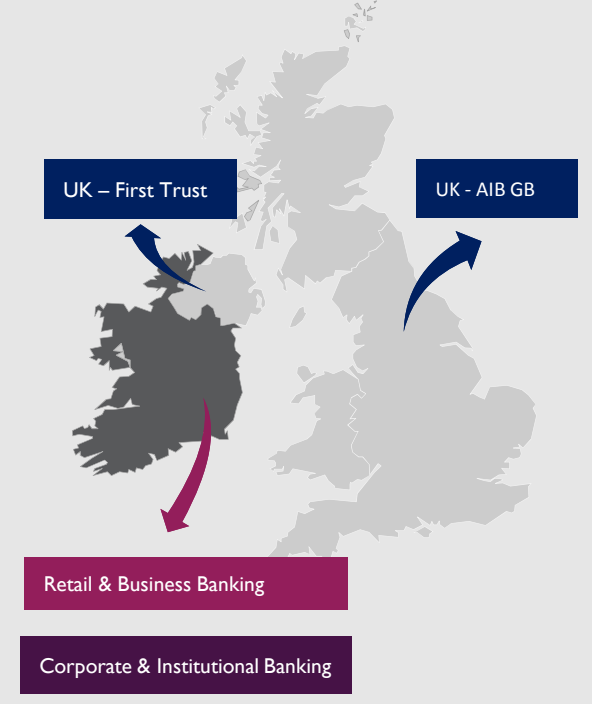 UK – First Trust
UK - AIB GB
Retail & Business Banking
Corporate & Institutional Banking